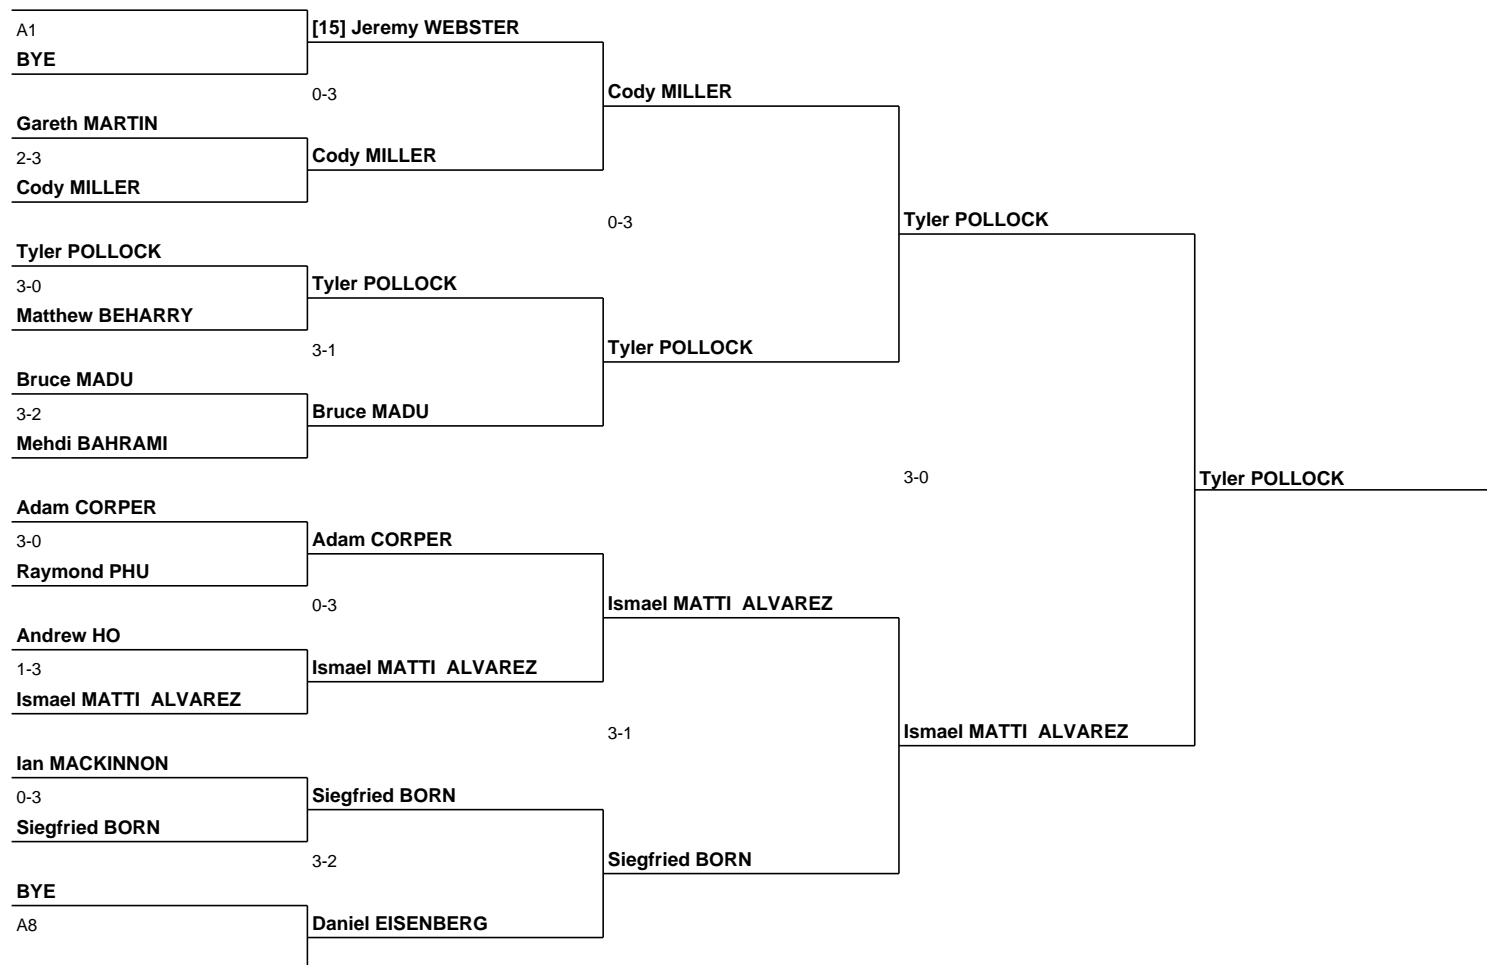 A1
BYE
[15] Jeremy WEBSTER
0-3
Gareth MARTIN
2-3
Cody MILLER
Cody MILLER
Cody MILLER
0-3
Tyler POLLOCK
3-0
Matthew BEHARRY
Tyler POLLOCK
3-1
Bruce MADU
3-2
Mehdi BAHRAMI
Bruce MADU
Tyler POLLOCK
Tyler POLLOCK
3-0
Tyler POLLOCK
Adam CORPER
3-0
Raymond PHU
Adam CORPER
0-3
Andrew HO
1-3
Ismael MATTI  ALVAREZ
Ismael MATTI  ALVAREZ
Ismael MATTI  ALVAREZ
3-1
Ismael MATTI  ALVAREZ
Ian MACKINNON
0-3
Siegfried BORN
Siegfried BORN
3-2
Siegfried BORN
BYE
A8
Daniel EISENBERG